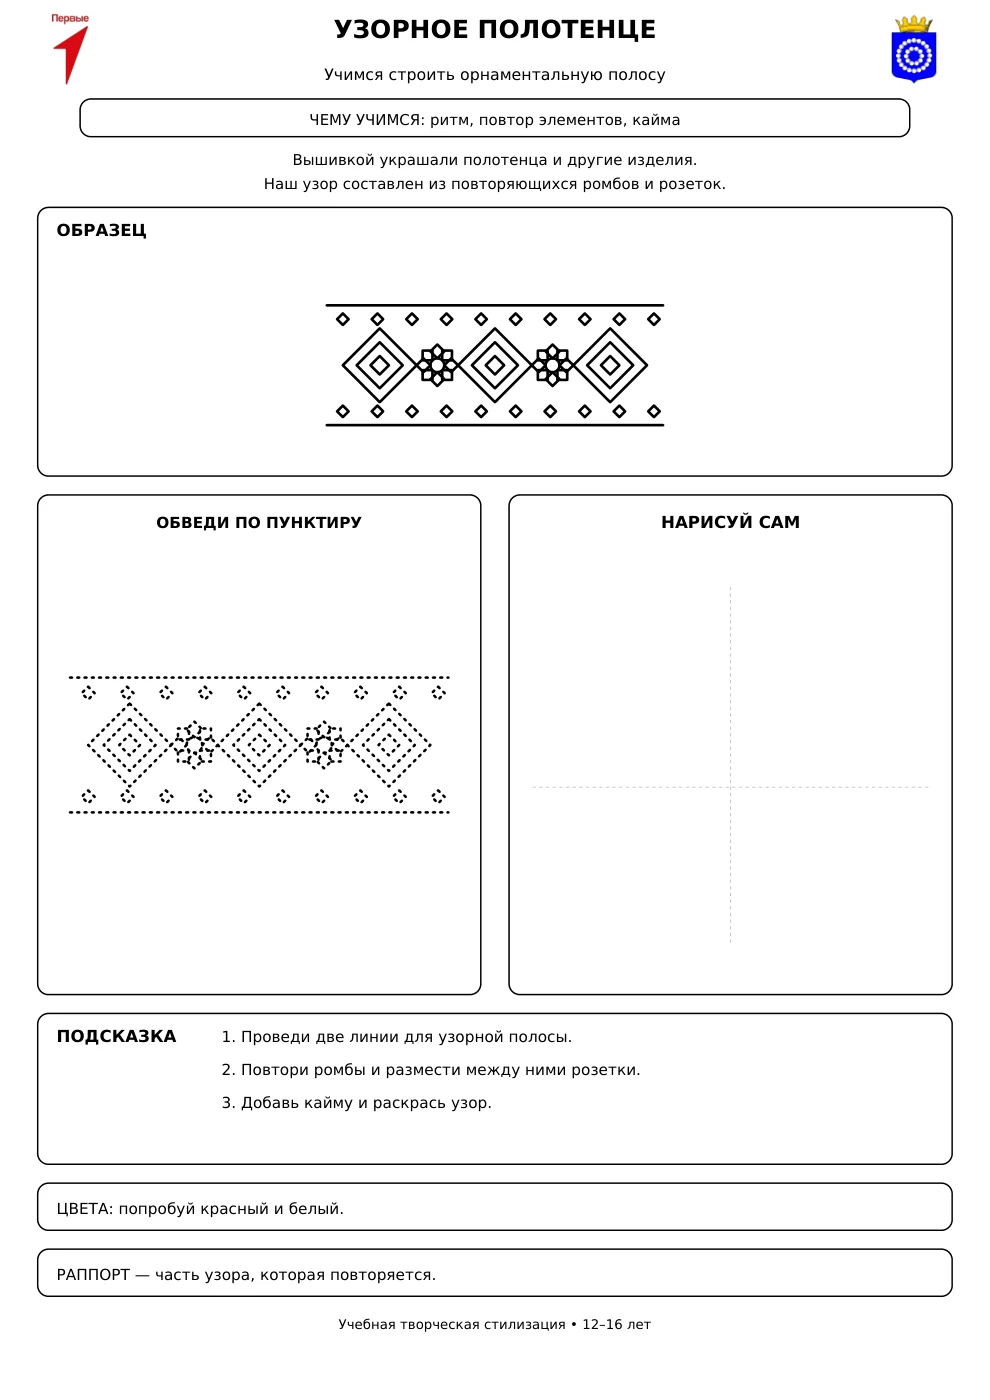 Первые
УЗОРНОЕ ПОЛОТЕНЦЕ
Учимся строить орнаментальную полосу
ЧЕМУ УЧИМСЯ: ритм, повтор элементов, кайма
Вышивкой украшали полотенца и другие изделия.
Наш узор составлен из повторяющихся ромбов и розеток.
ОБРАЗЕЦ
ОБВЕДИ ПО ПУНКТИРУ
НАРИСУЙ САМ
ПОДСКАЗКА
1. Проведи две линии для узорной полосы.
2. Повтори ромбы и размести между ними розетки.
3. Добавь кайму и раскрась узор.
ЦВЕТА: попробуй красный и белый.
РАППОРТ — часть узора, которая повторяется.
Учебная творческая стилизация • 12–16 лет